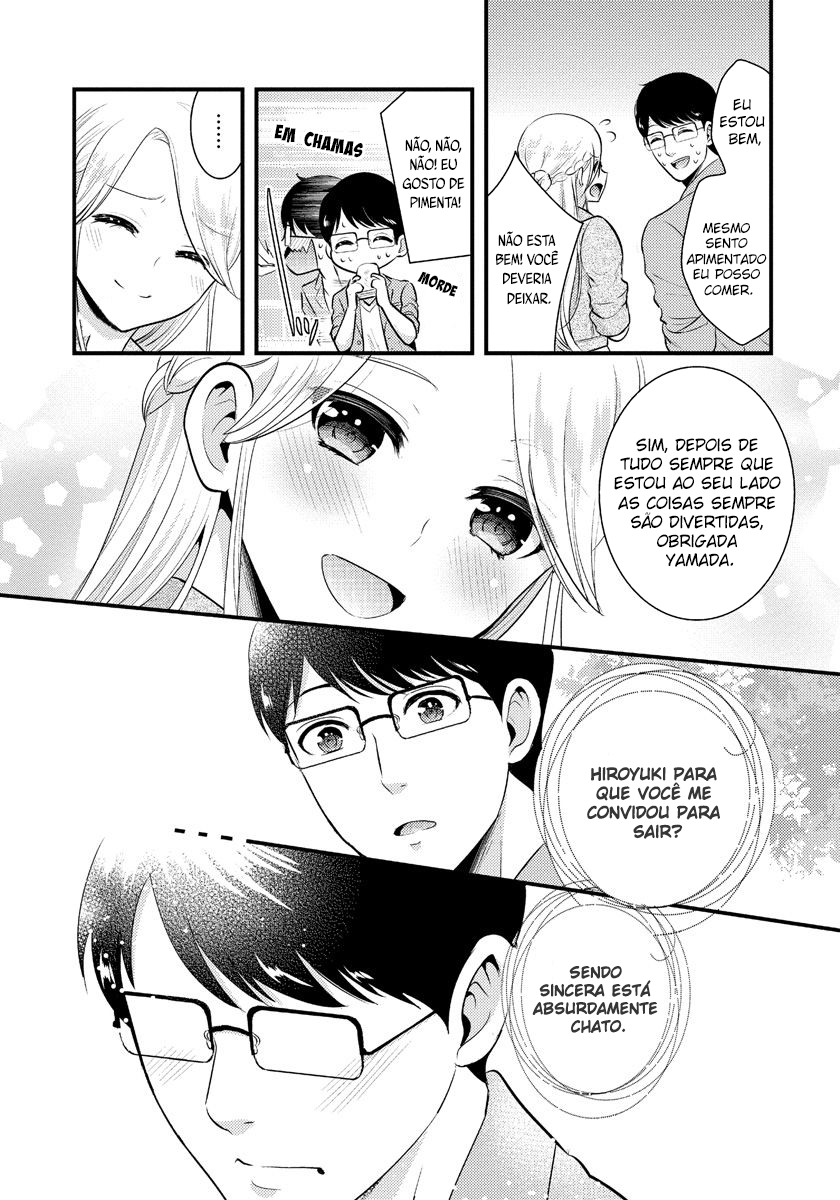 EU
ESTOU
BEM,
MESMO
SENTO
APIMENTADO
EU POSSO
COMER.
NÃO ESTA
BEM! VOCÊ
DEVERIA
DEIXAR.
NÃO, NÃO,
NÃO! EU
GOSTO DE
PIMENTA!
EM CHAMAS
MORDE
........
SIM, DEPOIS DE
TUDO SEMPRE QUE
ESTOU AO SEU LADO
AS COISAS SEMPRE
SÃO DIVERTIDAS,
OBRIGADA
YAMADA.
HIROYUKI PARA
QUE VOCÊ ME
CONVIDOU PARA
SAIR?
SENDO
SINCERA ESTÁ
ABSURDAMENTE
CHATO.